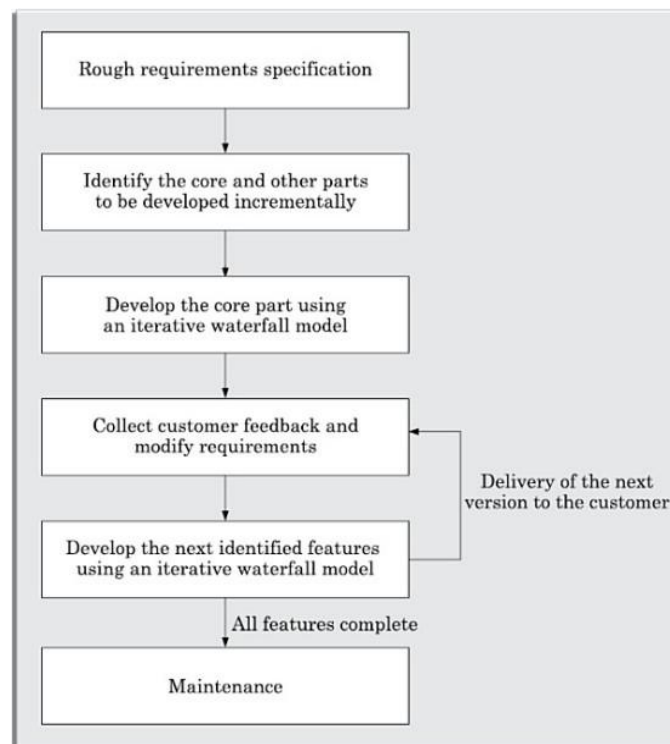 Rough requirements specification
Identify the core and other parts
to be developed incrementally
Develop the core part using
an iterative waterfall model
Collect customer feedback and
modify requirements
Delivery of the next
version to the customer
Develop the next identified features
using an iterative waterfall model
All features complete
Maintenance